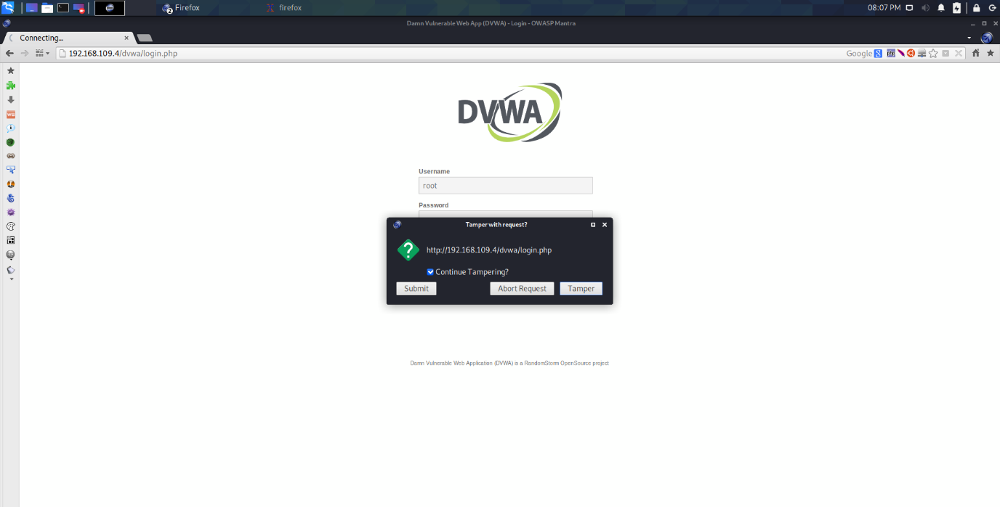 2 Firefox
firefox
08:07 PM
Damn Vulnerable Web App (DVWA) - Login - OWASP Mantra
Connecting...
192.168.109.4/dvwa/login.php
Google
DVWA
Username
root
Password
Tamper with request?
http://192.168.109.4/dvwa/login.php
Continue Tampering?
Submit
Abort Request
Tamper
Damn Vulnerable Web Application (DVWA) is a RandomStorm OpenSource project